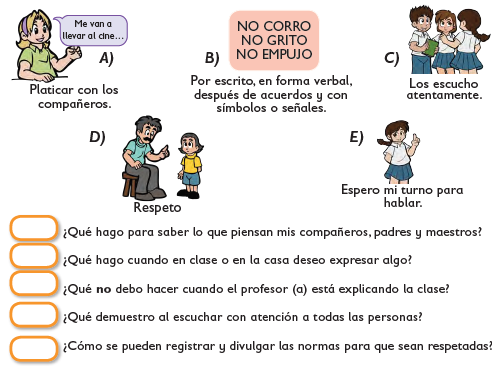 Me van a
llevar al cine...
A)
Platicar con los
compañeros.
NO CORRO
NO GRITO
NO EMPUJO
B)
Por escrito, en forma verbal,
después de acuerdos y con
símbolos o señales.
C)
Los escucho
atentamente.
D)
Respeto
E)
Espero mi turno para
hablar.
¿Qué hago para saber lo que piensan mis compañeros, padres y maestros?
¿Qué hago cuando en clase o en la casa deseo expresar algo?
¿Qué no debo hacer cuando el profesor (a) está explicando la clase?
¿Qué demuestro al escuchar con atención a todas las personas?
¿Cómo se pueden registrar y divulgar las normas para que sean respetadas?